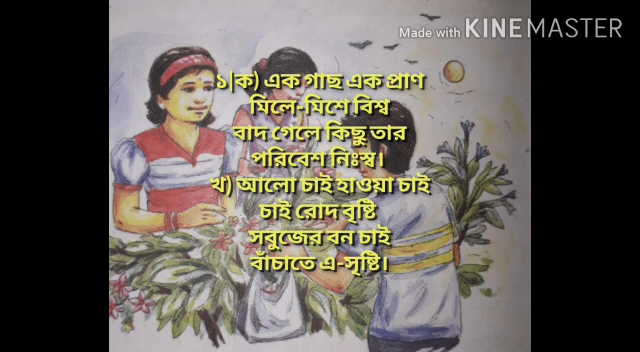 Made with KINEMASTER
১|ক) এক গাছ এক প্রাণ
মিলে-মিশে বিশ্ব
বাদ গেলে কিছু তার
পরিবেশ নিঃস্ব।
খ) আলো চাই হাওয়া চাই
চাই রোদ বৃষ্টি
সবুজের বন চাই
বাঁচাতে এ-সৃষ্টি।